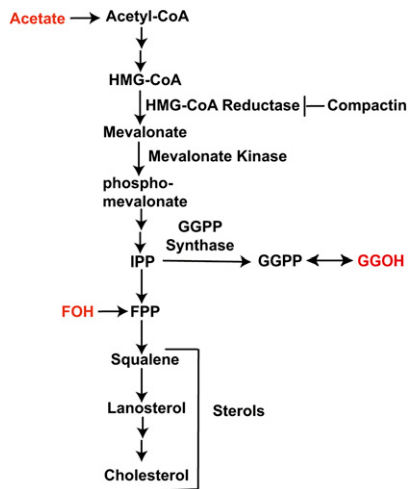 Acetate
Acetyl-CoA
HMG-CoA
HMG-CoA Reductase
Compactin
Mevalonate
Mevalonate Kinase
phospho-
mevalonate
GGPP
Synthase
IPP
GGPP
GGOH
FOH
FPP
Squalene
Lanosterol
Sterols
Cholesterol